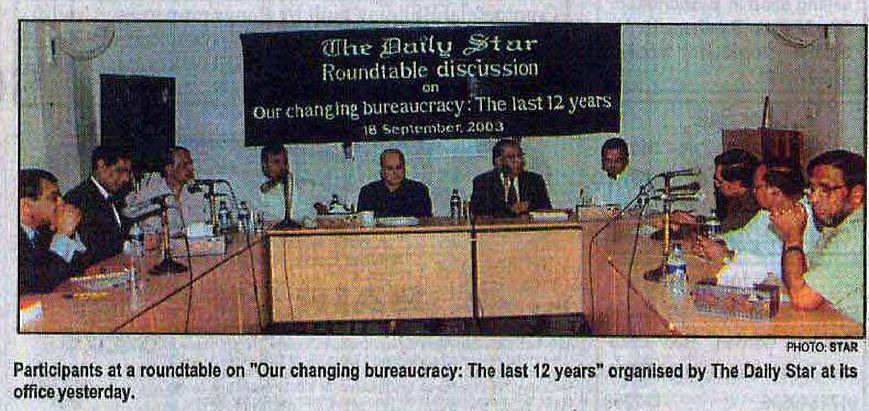 The Daily Star
Roundtable discussion
on
Our changing bureaucracy: The last 12 years
18 September, 2003
PHOTO: STAR
Participants at a roundtable on "Our changing bureaucracy: The last 12 years" organised by The Daily Star at its
office yesterday.